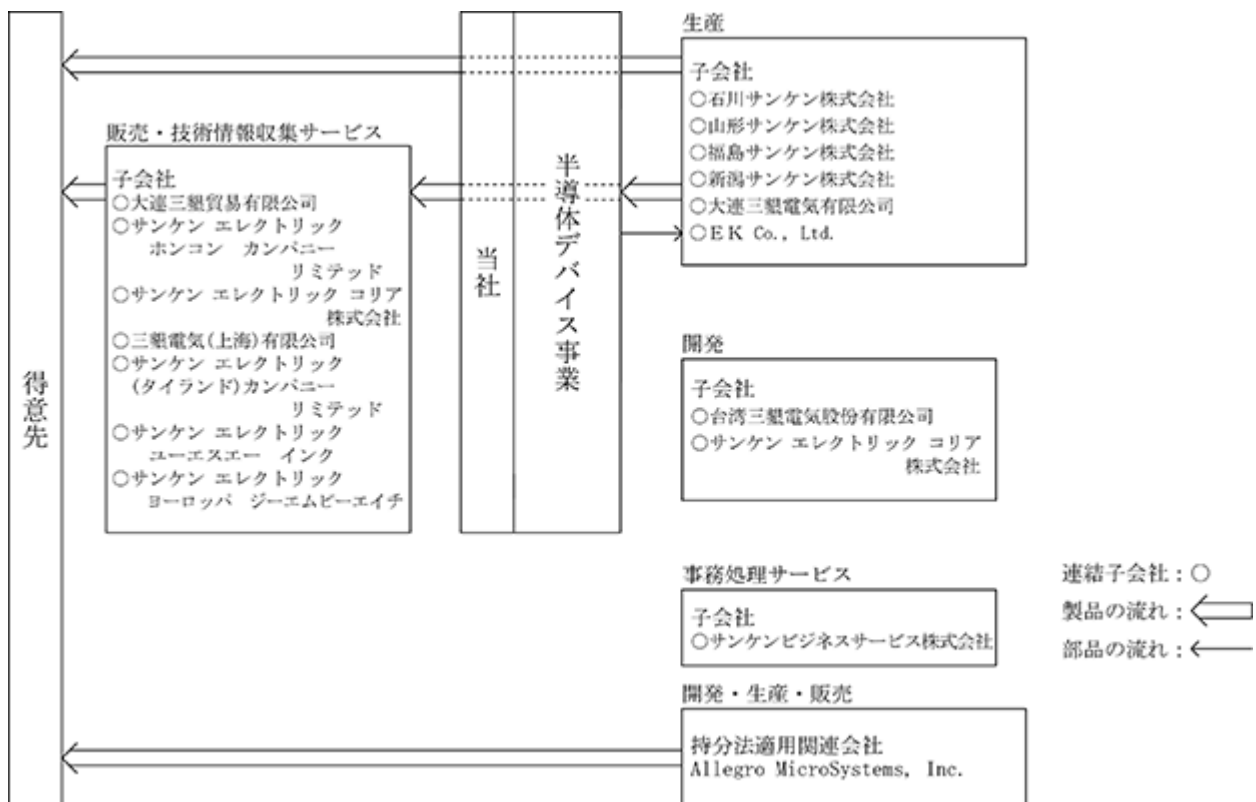 生産
子会社
○石川サンケン株式会社
○山形サンケン株式会社
○福島サンケン株式会社
○新潟サンケン株式会社
○大連三墾電気有限公司
○EK Co., Ltd.
販売・技術情報収集サービス
子会社
○大連三墾貿易有限公司
○サンケン エレクトリック
ホンコン カンパニー
リミテッド
○サンケン エレクトリック コリア
株式会社
○三墾電気(上海)有限公司
○サンケン エレクトリック
(タイランド)カンパニー
リミテッド
○サンケン エレクトリック
ユーエスエー インク
○サンケン エレクトリック
ヨーロッパ ジーエムビーエイチ
得意先
当社
半導体デバイス事業
開発
子会社
○台湾三墾電気股份有限公司
○サンケン エレクトリック コリア
株式会社
事務処理サービス
子会社
○サンケンビジネスサービス株式会社
連結子会社:○
製品の流れ:
部品の流れ:
開発・生産・販売
持分法適用関連会社
Allegro MicroSystems, Inc.